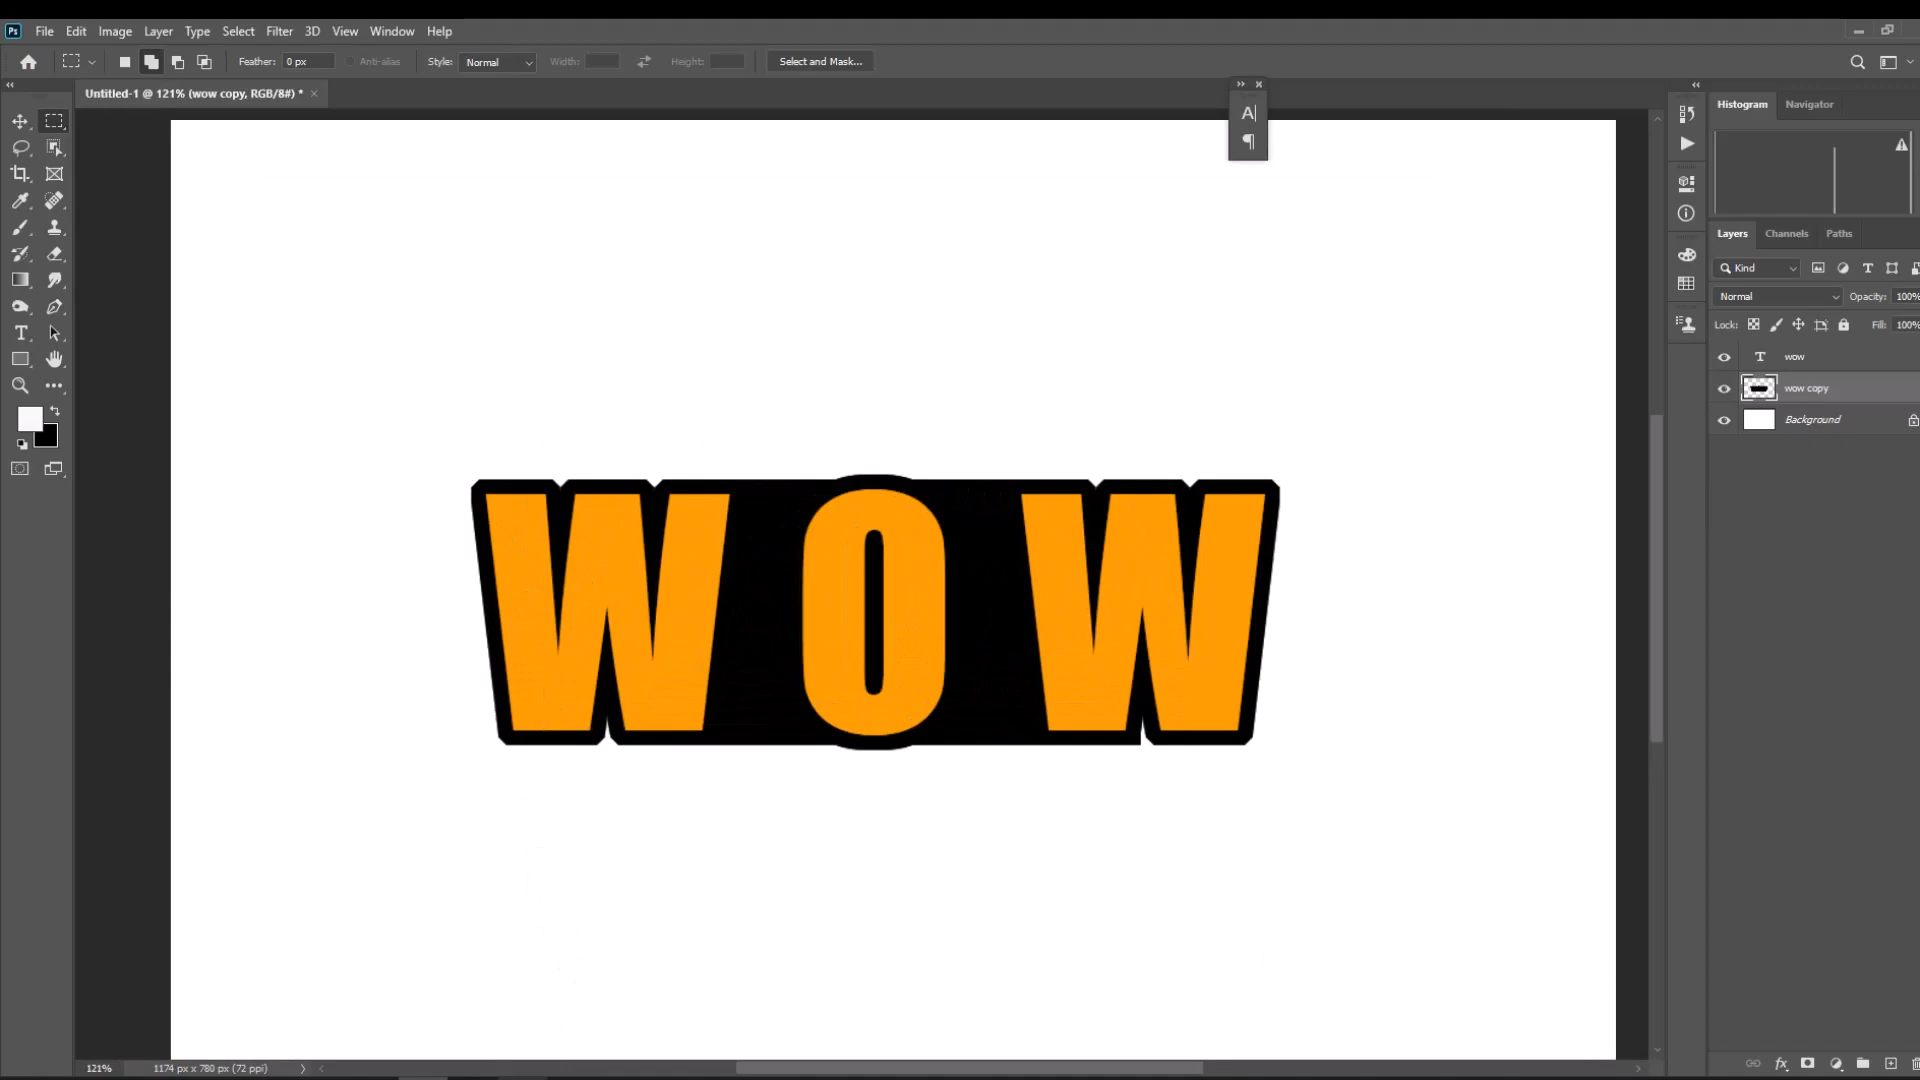 Ps File Edit Image Layer Type Select Filter 3D View Window Help
Feather: 0 px Anti-alias Style: Normal Width: Height: Select and Mask...
Untitled-1 @ 121% (wow copy, RGB/8#) * ×
A|
¶
Histogram Navigator
Layers Channels Paths
Kind
Normal Opacity: 100%
Lock: Fill: 100%
T wow
wow copy
Background
WOW
121% 1174 px x 780 px (72 ppi)